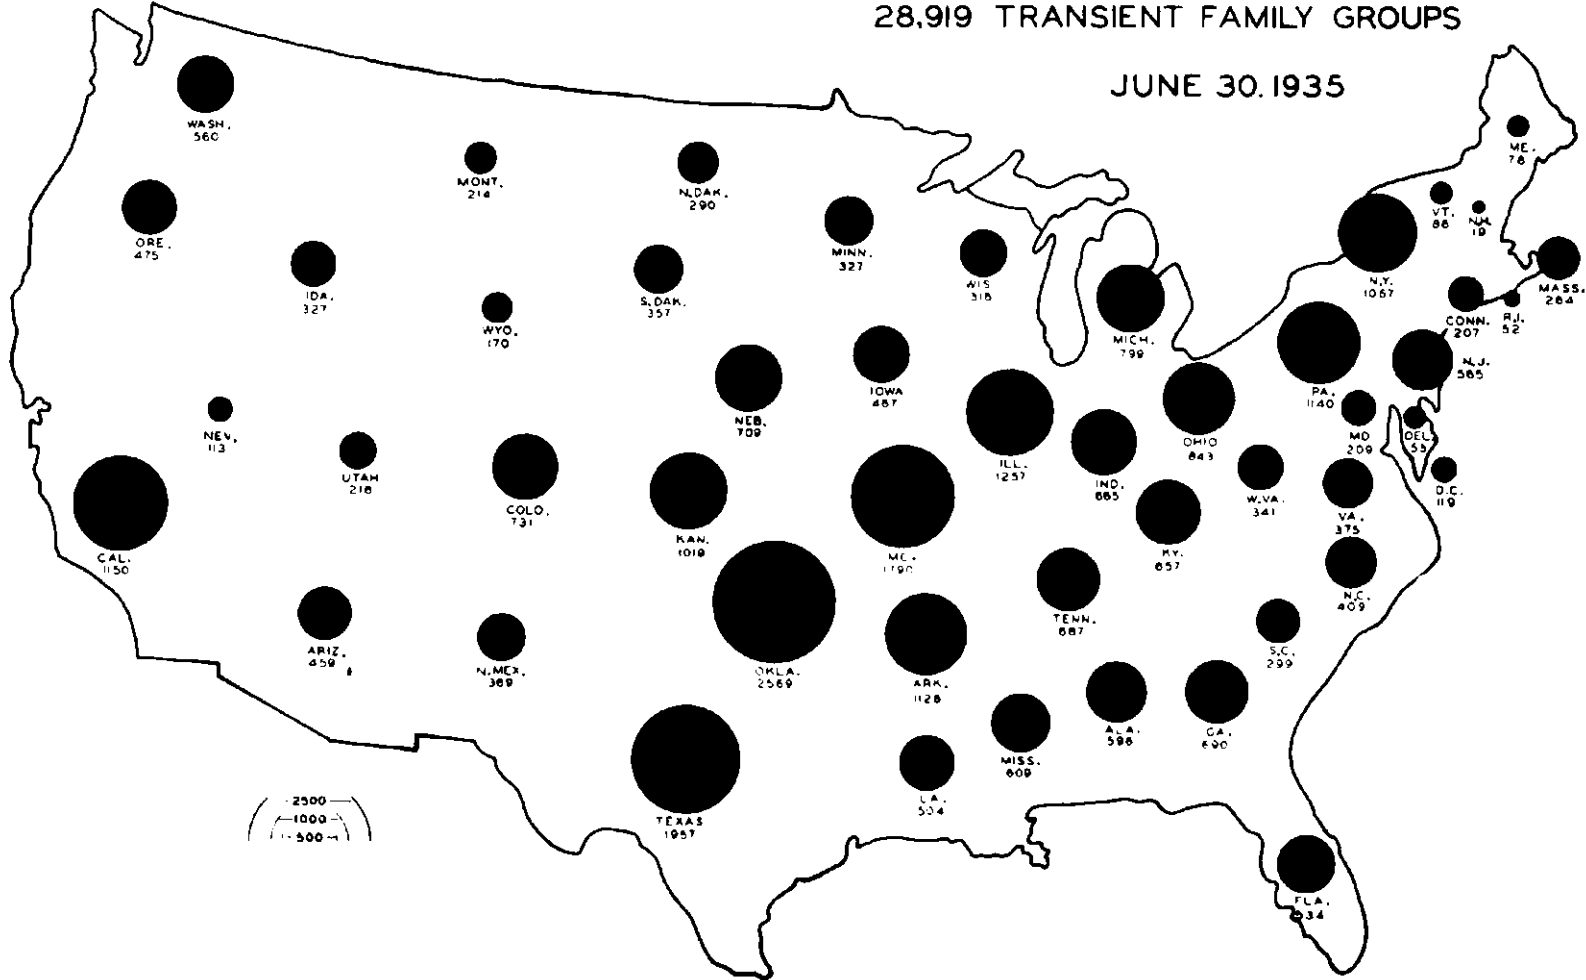 28,919 TRANSIENT FAMILY GROUPS
JUNE 30.1935
WASH.
560
MONT.
214
N.DAK.
290
ME.
78
VT.
88
N.H.
19
ORE.
475
IDA.
327
MINN.
327
WIS
318
N.Y.
1067
MASS.
284
S.DAK.
357
WYO.
170
MICH.
799
CONN.
207
R.I.
52
N.J.
585
IOWA
487
NEB.
709
PA.
1140
NEV.
113
UTAH
218
COLO.
731
KAN.
1019
ILL.
1257
IND.
665
OHIO
843
MD
209
DEL.
55
D.C.
119
W.VA.
341
VA.
375
CAL.
1150
MO.
1790
KY.
657
N.C.
409
TENN.
687
S.C.
299
ARIZ.
459
N.MEX.
369
OKLA.
2569
ARK.
1128
ALA.
596
GA.
690
MISS.
609
LA.
504
TEXAS
1957
2500
1000
500
FLA.